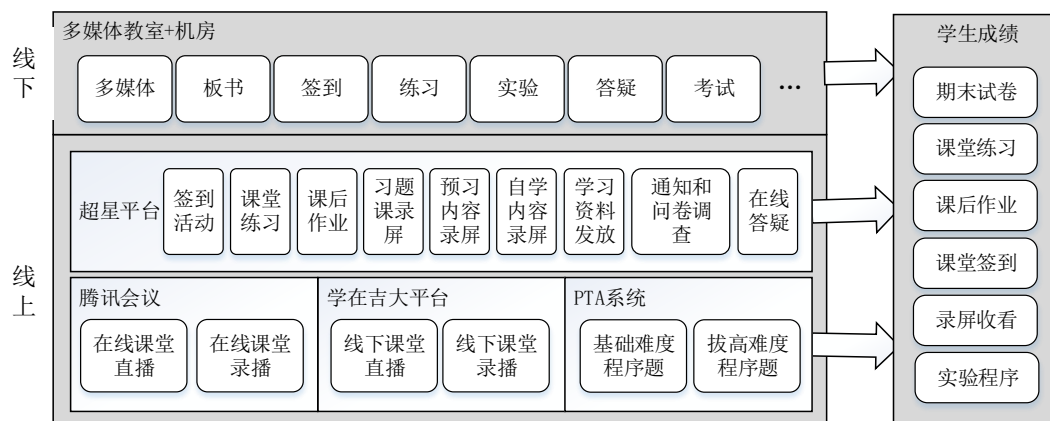 线
下
多媒体教室+机房
多媒体
板书
签到
练习
实验
答疑
考试
…
线
上
超星平台
签到
活动
课堂
练习
课后
作业
习题
课录
屏
预习
内容
录屏
自学
内容
录屏
学习
资料
发放
通知和
问卷调
查
在线
答疑
腾讯会议
在线课堂
直播
在线课堂
录播
学在吉大平台
线下课堂
直播
线下课堂
录播
PTA系统
基础难度
程序题
拔高难度
程序题
学生成绩
期末试卷
课堂练习
课后作业
课堂签到
录屏收看
实验程序